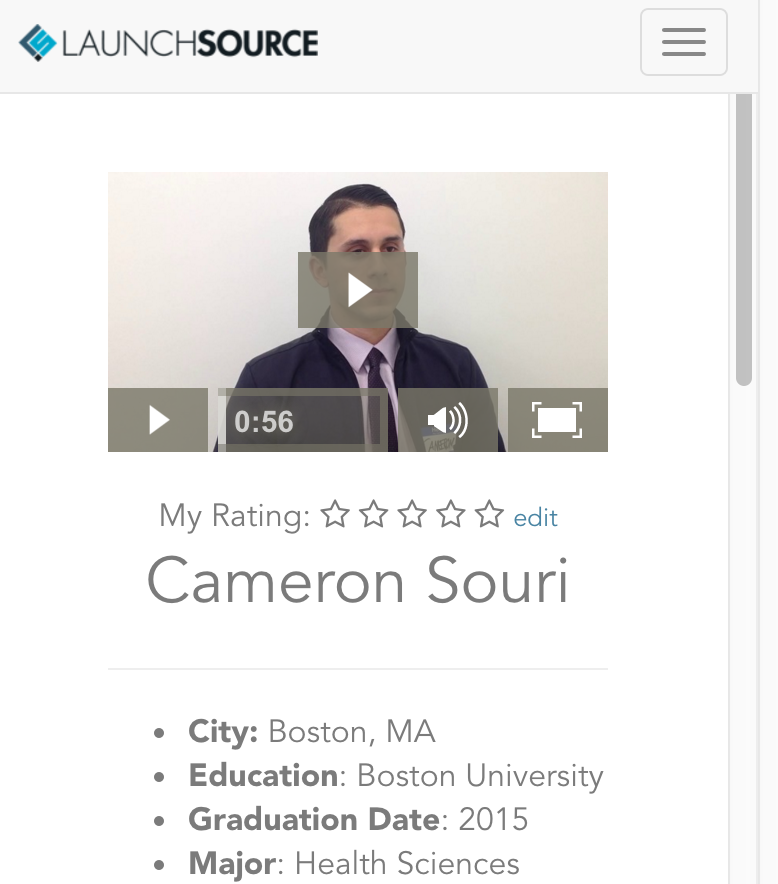 LAUNCHSOURCE
0:56
My Rating: edit
Cameron Souri
City: Boston, MA
Education: Boston University
Graduation Date: 2015
Major: Health Sciences